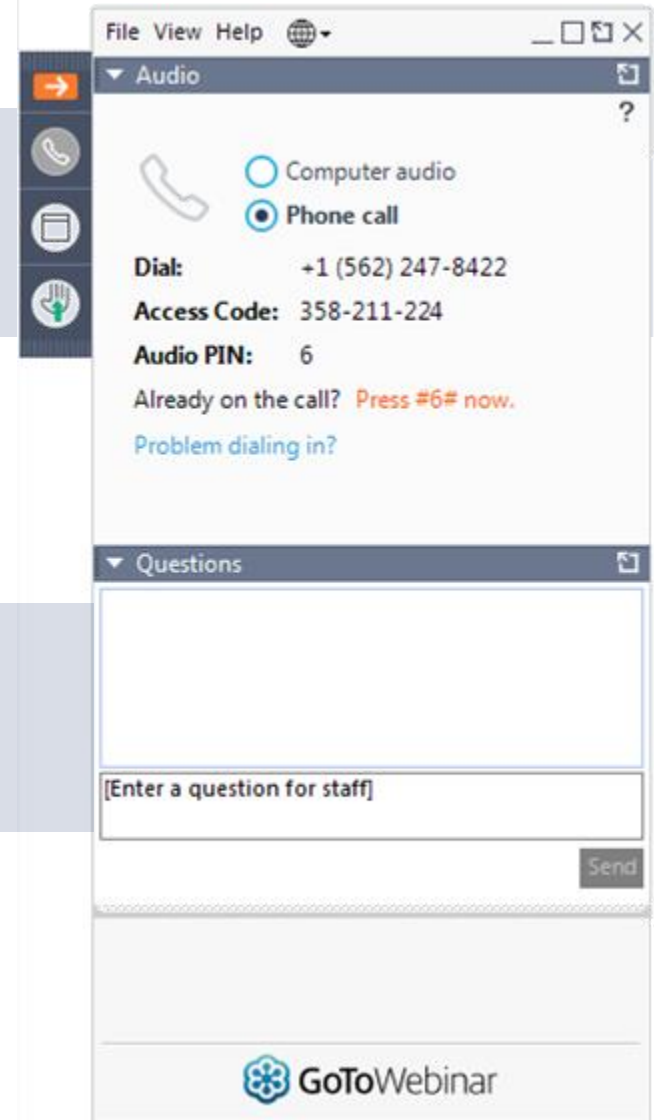 File View Help
Audio
?
Computer audio
Phone call
Dial: +1 (562) 247-8422
Access Code: 358-211-224
Audio PIN: 6
Already on the call? Press #6# now.
Problem dialing in?
Questions
[Enter a question for staff]
Send
GoToWebinar